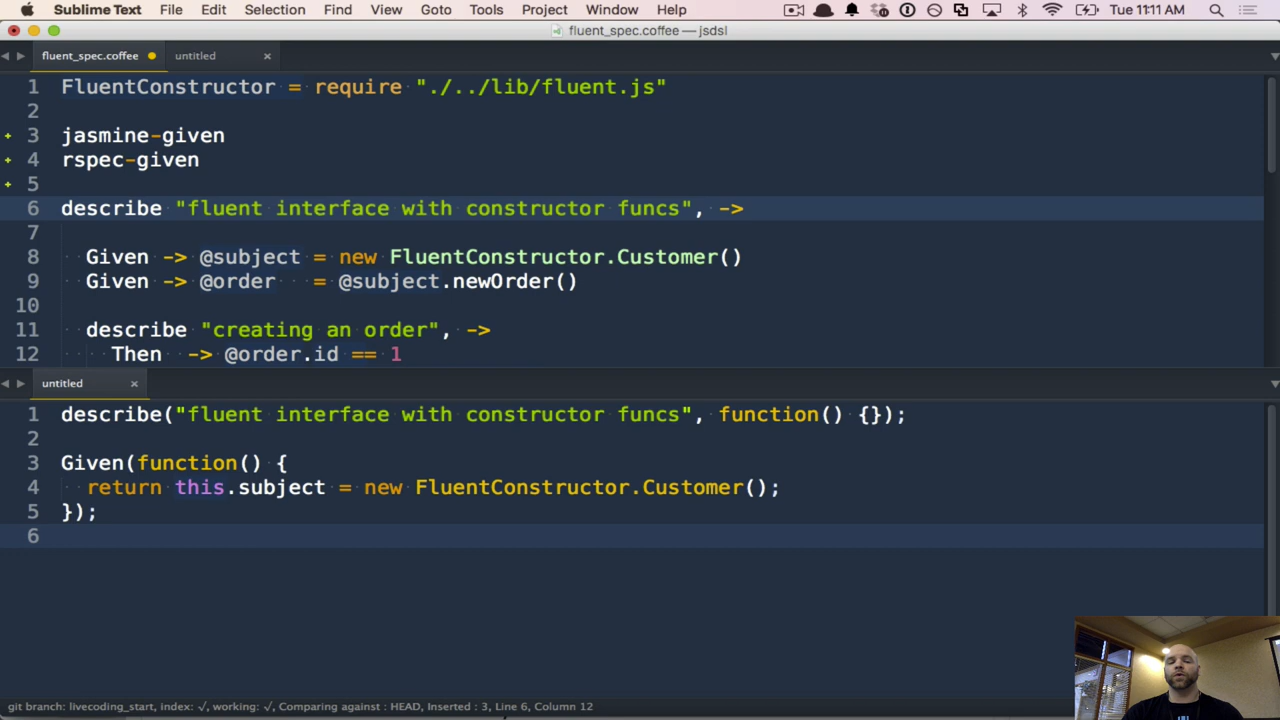 Sublime Text File Edit Selection Find View Goto Tools Project Window Help Tue 11:11 AM
fluent_spec.coffee — jsdsl
fluent_spec.coffee untitled
1 FluentConstructor = require "./../lib/fluent.js"
2
3 jasmine-given
4 rspec-given
5
6 describe "fluent interface with constructor funcs", ->
7
8 Given -> @subject = new FluentConstructor.Customer()
9 Given -> @order = @subject.newOrder()
10
11 describe "creating an order", ->
12 Then -> @order.id == 1
untitled
1 describe("fluent interface with constructor funcs", function() {});
2
3 Given(function() {
4 return this.subject = new FluentConstructor.Customer();
5 });
6
git branch: livecoding_start, index: √, working: √, Comparing against : HEAD, Inserted : 3, Line 6, Column 12